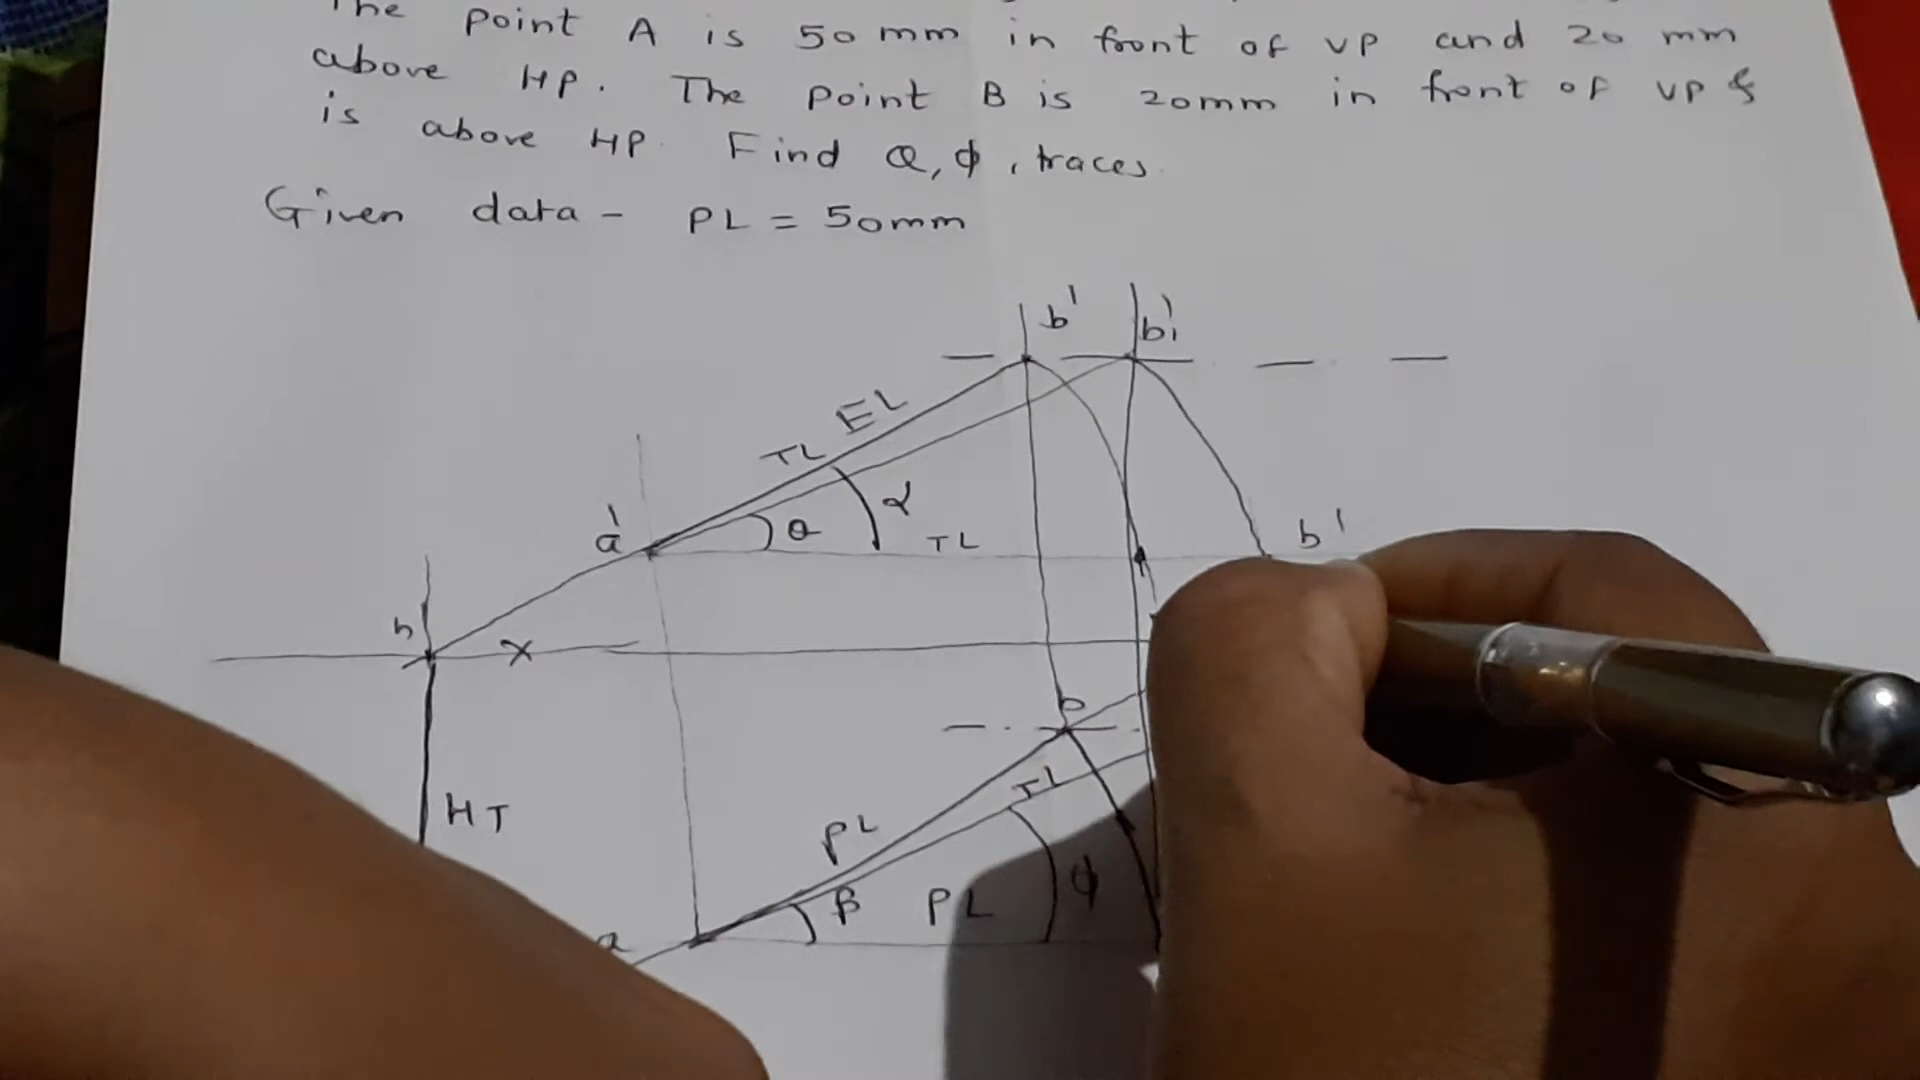 The point A is 50 mm in front of VP and 20 mm
above HP. The point B is 20mm in front of VP &
is above HP. Find θ, φ, traces.
Given data - PL = 50mm
b'
b1'
EL
TL
α
a'
θ
TL
b'
h
X
b
TL
HT
PL
β
PL
φ
a